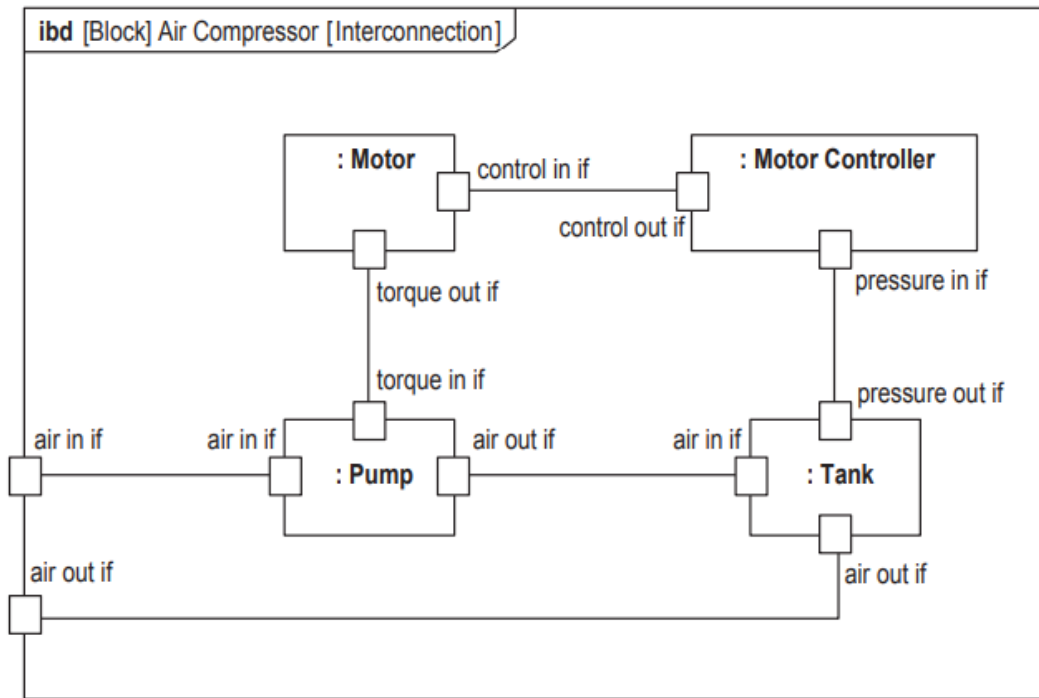 ibd [Block] Air Compressor [Interconnection]
: Motor
control in if
: Motor Controller
control out if
torque out if
pressure in if
torque in if
pressure out if
air in if
air in if
air out if
air in if
: Pump
: Tank
air out if
air out if